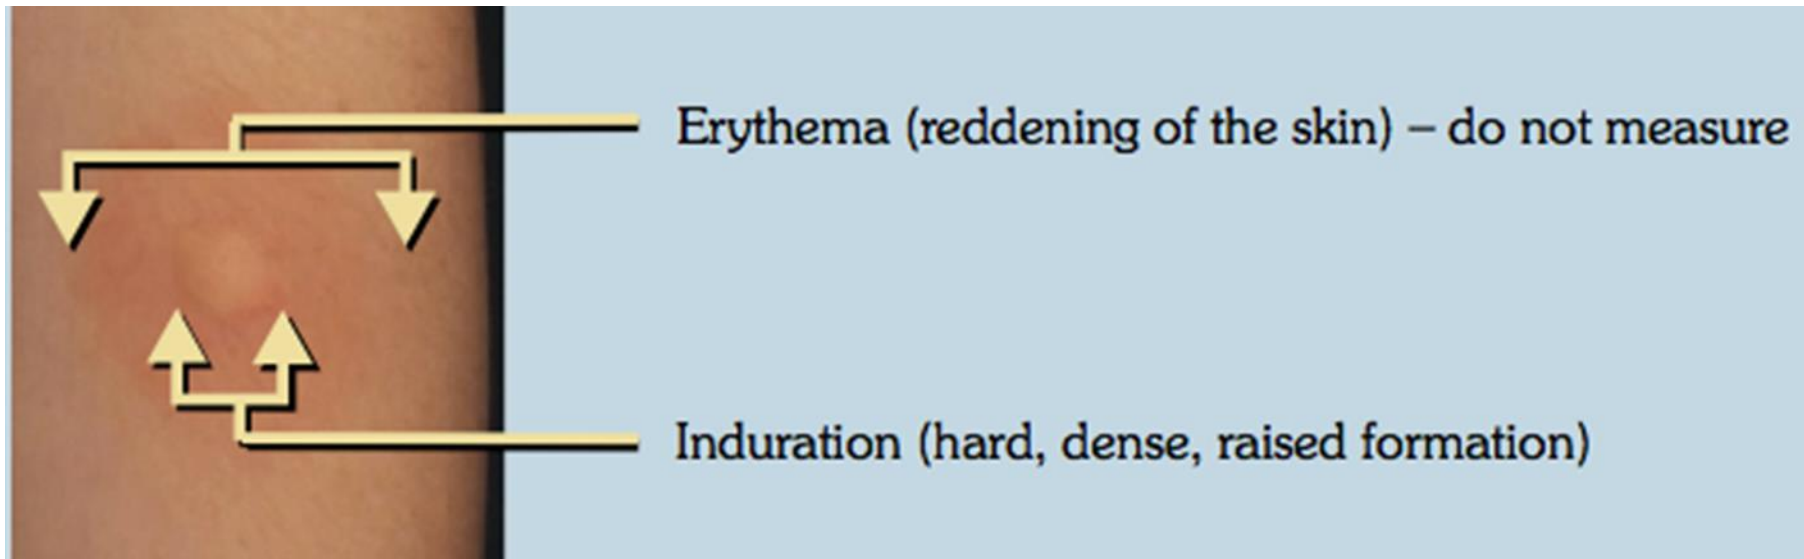 Erythema (reddening of the skin) – do not measure
Induration (hard, dense, raised formation)